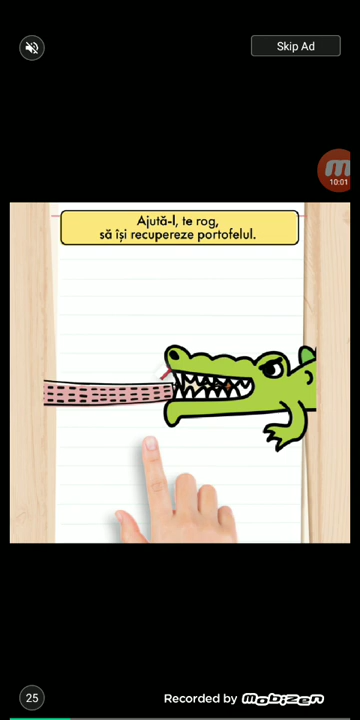 Skip Ad
10:01
Ajută-l, te rog,
să își recupereze portofelul.
25
Recorded by mobizen